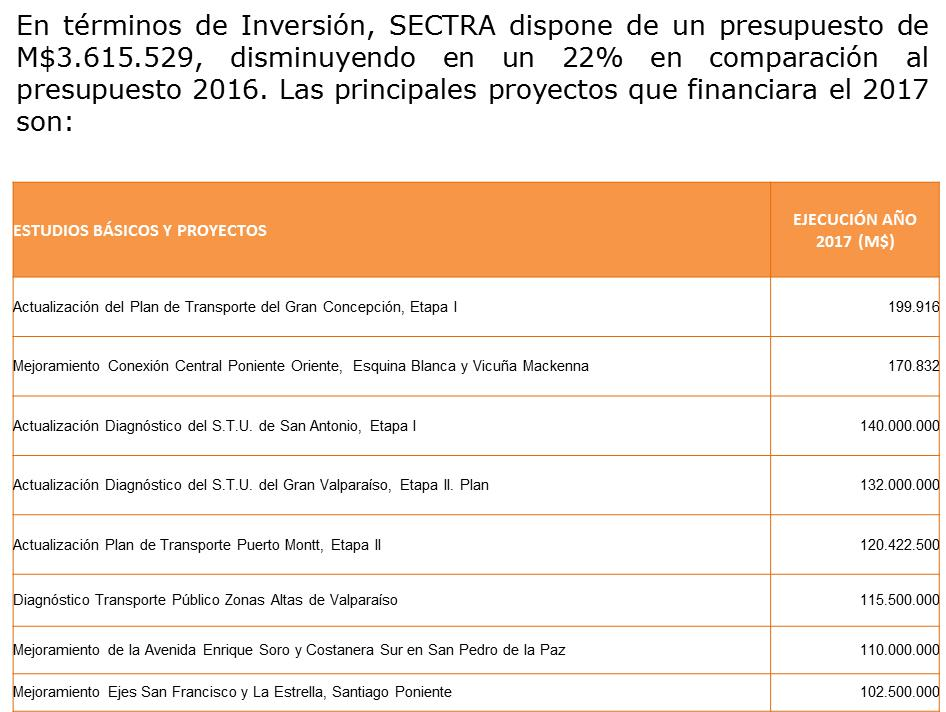 En términos de Inversión, SECTRA dispone de un presupuesto de
M$3.615.529, disminuyendo en un 22% en comparación al
presupuesto 2016. Las principales proyectos que financiara el 2017
son:
ESTUDIOS BÁSICOS Y PROYECTOS
EJECUCIÓN AÑO
2017 (M$)
Actualización del Plan de Transporte del Gran Concepción, Etapa I 199.916
Mejoramiento Conexión Central Poniente Oriente, Esquina Blanca y Vicuña Mackenna 170.832
Actualización Diagnóstico del S.T.U. de San Antonio, Etapa I 140.000.000
Actualización Diagnóstico del S.T.U. del Gran Valparaíso, Etapa II. Plan 132.000.000
Actualización Plan de Transporte Puerto Montt, Etapa II 120.422.500
Diagnóstico Transporte Público Zonas Altas de Valparaíso 115.500.000
Mejoramiento de la Avenida Enrique Soro y Costanera Sur en San Pedro de la Paz 110.000.000
Mejoramiento Ejes San Francisco y La Estrella, Santiago Poniente 102.500.000